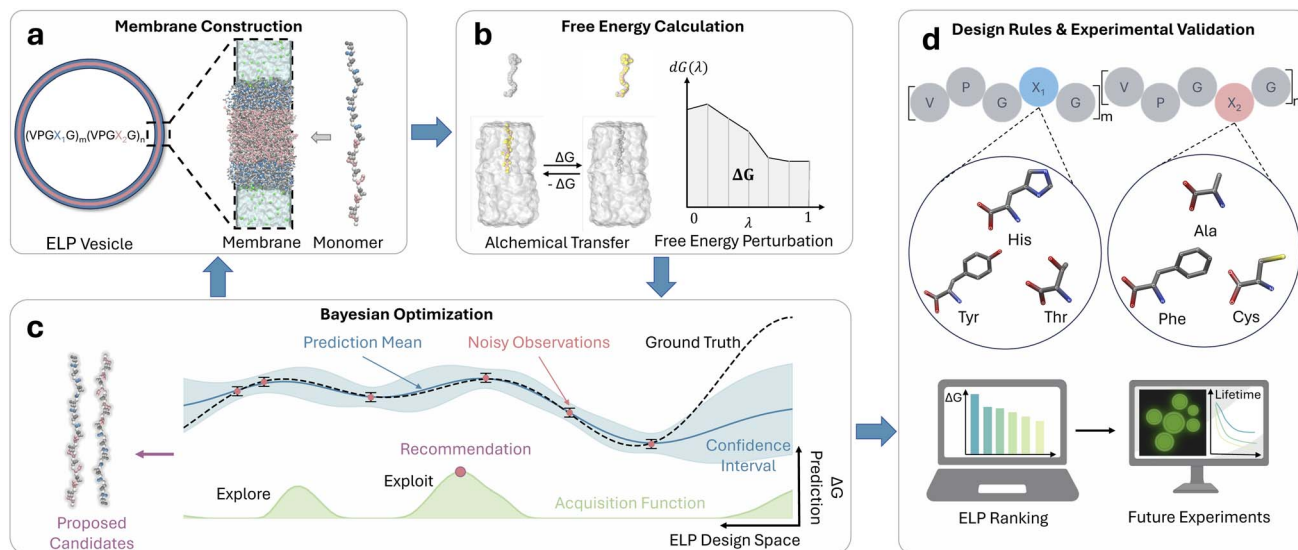 a
Membrane Construction
(VPGX₁G)ₘ(VPGX₂G)ₙ
ELP Vesicle
Membrane
Monomer
b
Free Energy Calculation
ΔG
- ΔG
Alchemical Transfer
dG(λ)
ΔG
0
λ
1
Free Energy Perturbation
c
Bayesian Optimization
Prediction Mean
Noisy Observations
Ground Truth
Confidence
Interval
Recommendation
Exploit
Explore
Acquisition Function
Proposed
Candidates
ΔG
Prediction
ELP Design Space
d
Design Rules & Experimental Validation
V
P
G
X₁
G
m
V
P
G
X₂
G
n
His
Tyr
Thr
Ala
Phe
Cys
ΔG
ELP Ranking
Lifetime
Future Experiments